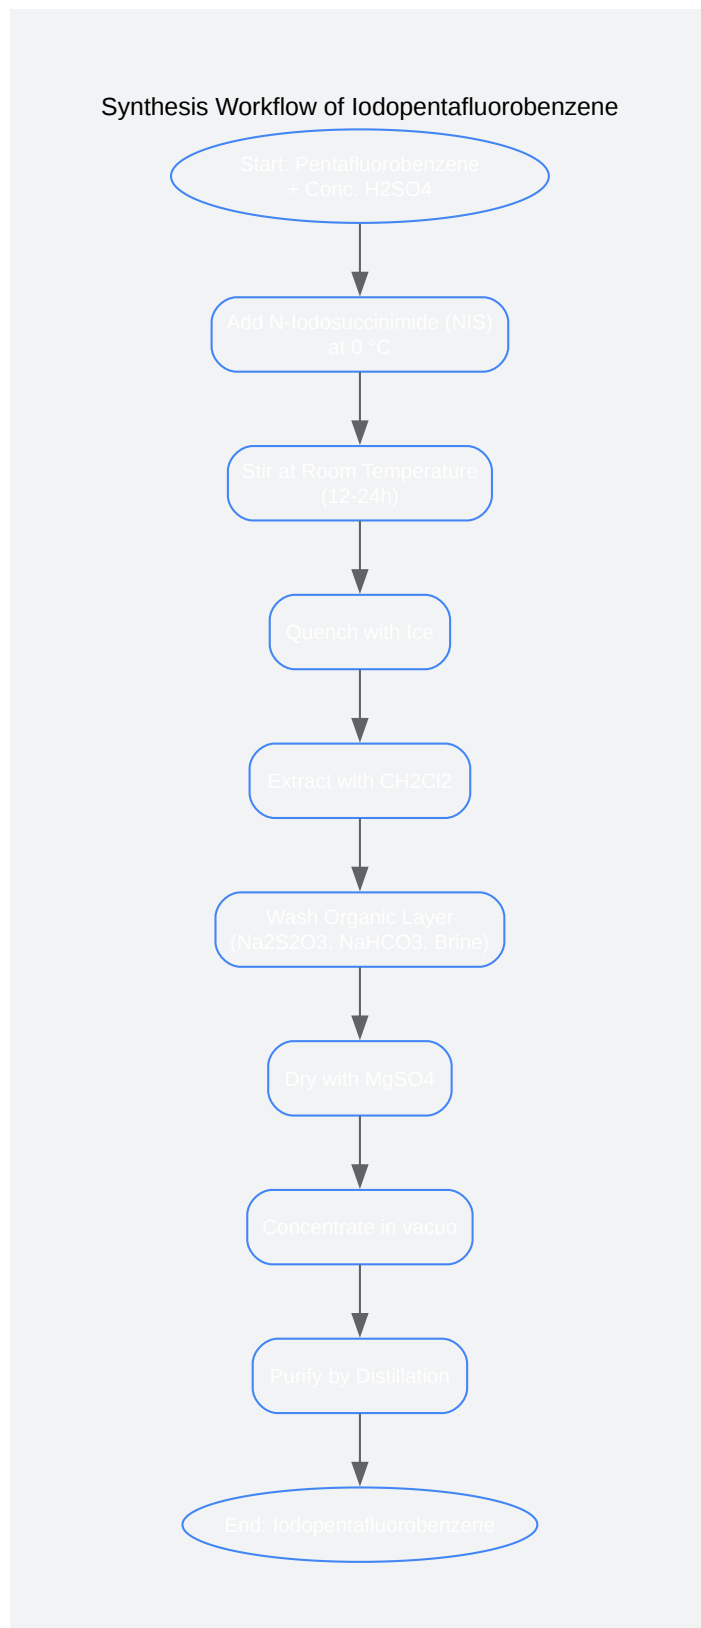 Synthesis Workflow of Iodopentafluorobenzene
Start: Pentafluorobenzene
+ Conc. H2SO4
Add N-Iodosuccinimide (NIS)
at 0 °C
Stir at Room Temperature
(12-24h)
Quench with Ice
Extract with CH2Cl2
Wash Organic Layer
(Na2S2O3, NaHCO3, Brine)
Dry with MgSO4
Concentrate in vacuo
Purify by Distillation
End: Iodopentafluorobenzene